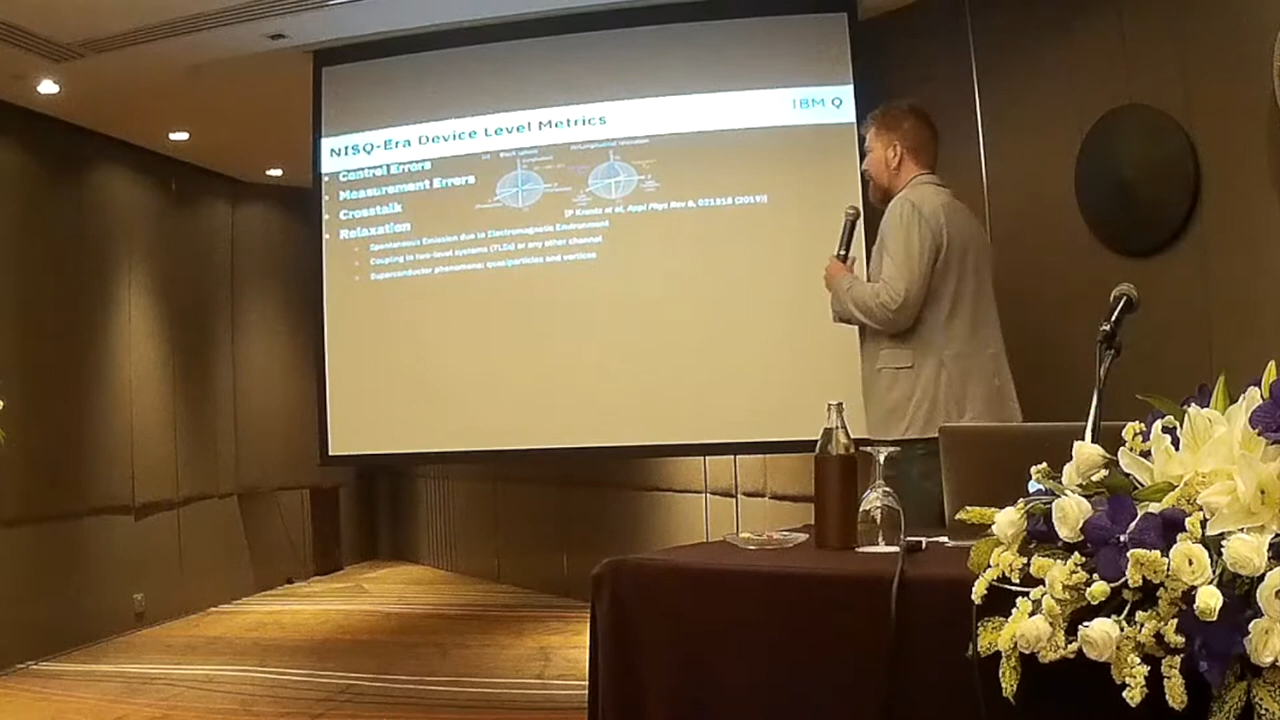 IBM Q
NISQ-Era Device Level Metrics
Control Errors
Measurement Errors
Crosstalk
Relaxation
[P Krantz et al, Appl Phys Rev 6, 021318 (2019)]
Spontaneous Emission due to Electromagnetic Environment
Coupling to two-level systems (TLSs) or any other channel
Superconductor phenomena: quasiparticles and vortices